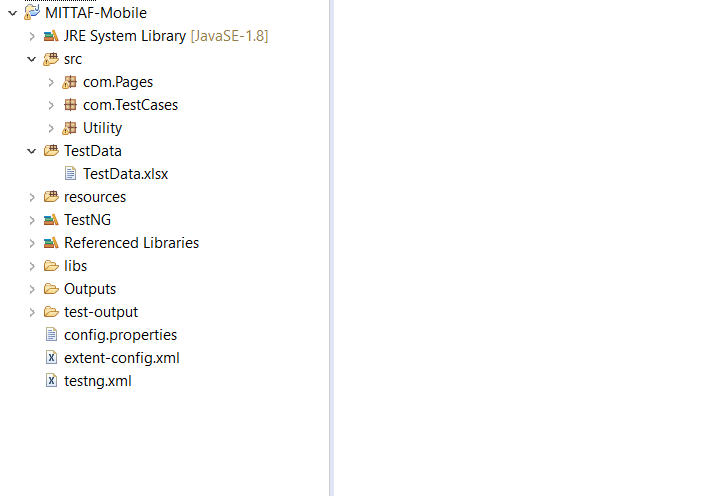 MITTAF-Mobile
JRE System Library [JavaSE-1.8]
src
com.Pages
com.TestCases
Utility
TestData
TestData.xlsx
resources
TestNG
Referenced Libraries
libs
Outputs
test-output
config.properties
extent-config.xml
testng.xml